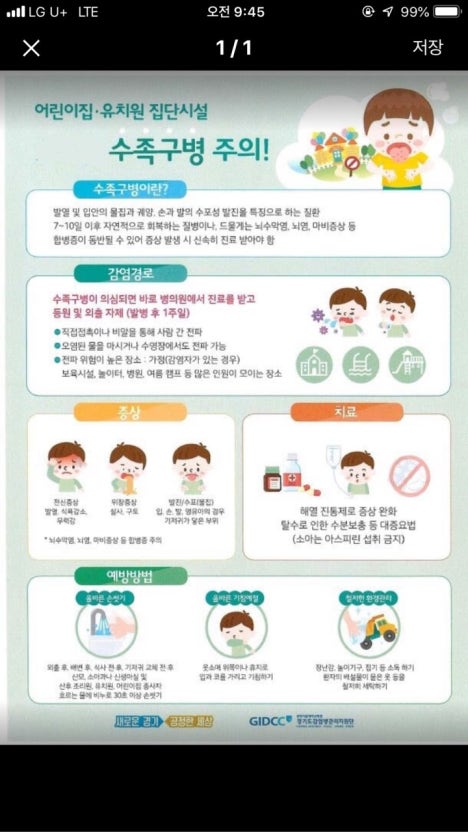 LG U+ LTE 오전 9:45 99%
1 / 1 저장
어린이집·유치원 집단시설
수족구병 주의!
수족구병이란?
발열 및 입안의 물집과 궤양, 손과 발의 수포성 발진을 특징으로 하는 질환
7~10일 이후 자연적으로 회복하는 질병이나, 드물게는 뇌수막염, 뇌염, 마비증상 등
합병증이 동반될 수 있어 증상 발생 시 신속히 진료 받아야 함
감염경로
수족구병이 의심되면 바로 병의원에서 진료를 받고
등원 및 외출 자제 (발병 후 1주일)
●직접접촉이나 비말을 통해 사람 간 전파
●오염된 물을 마시거나 수영장에서도 전파 가능
●전파 위험이 높은 장소 : 가정(감염자가 있는 경우)
보육시설, 놀이터, 병원, 여름 캠프 등 많은 인원이 모이는 장소
증상
전신증상
발열, 식욕감소,
무력감
위장증상
설사, 구토
발진/수포(물집)
입, 손, 발, 영유아의 경우
기저귀가 닿은 부위
* 뇌수막염, 뇌염, 마비증상 등 합병증 주의
치료
해열 진통제로 증상 완화
탈수로 인한 수분보충 등 대증요법
(소아는 아스피린 섭취 금지)
예방방법
올바른 손씻기
외출 후, 배변 후, 식사 전·후, 기저귀 교체 전·후
산모, 소아과나 신생아실 및
산후 조리원, 유치원, 어린이집 종사자
흐르는 물에 비누로 30초 이상 손씻기
올바른 기침예절
옷소매 위쪽이나 휴지로
입과 코를 가리고 기침하기
철저한 환경관리
장난감, 놀이기구, 집기 등 소독 하기
환자의 배설물이 묻은 옷 등을
철저히 세탁하기
새로운 경기 공정한 세상
GIDCC 경기도감염병관리지원단